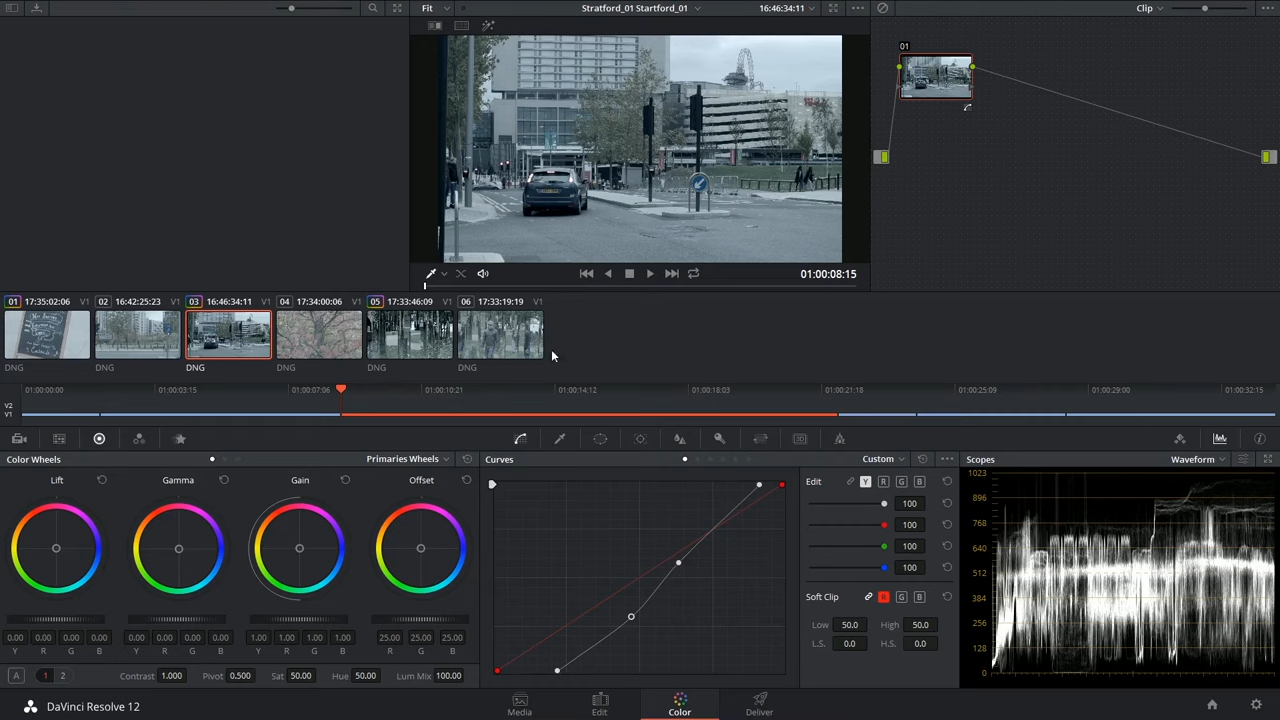 Fit
Stratford_01 Startford_01
16:46:34:11
Clip
01
01:00:08:15
01 17:35:02:06 V1
02 16:42:25:23 V1
03 16:46:34:11 V1
04 17:34:00:06 V1
05 17:33:46:09 V1
06 17:33:19:19 V1
DNG DNG DNG DNG DNG DNG
01:00:00:00 01:00:03:15 01:00:07:06 01:00:10:21 01:00:14:12 01:00:18:03 01:00:21:18 01:00:25:09 01:00:29:00 01:00:32:15
V2
V1
Color Wheels
Primaries Wheels
Curves
Custom
Scopes
Waveform
Lift Gamma Gain Offset
0.00 0.00 0.00 0.00 0.00 0.00 0.00 0.00 1.00 1.00 1.00 1.00 25.00 25.00 25.00
Y R G B Y R G B Y R G B R G B
A 1 2 Contrast 1.000 Pivot 0.500 Sat 50.00 Hue 50.00 Lum Mix 100.00
Edit Y R G B
100
100
100
100
Soft Clip R G B
Low 50.0 High 50.0
L.S. 0.0 H.S. 0.0
1023
896
768
640
512
384
256
128
0
DaVinci Resolve 12
Media Edit Color Deliver